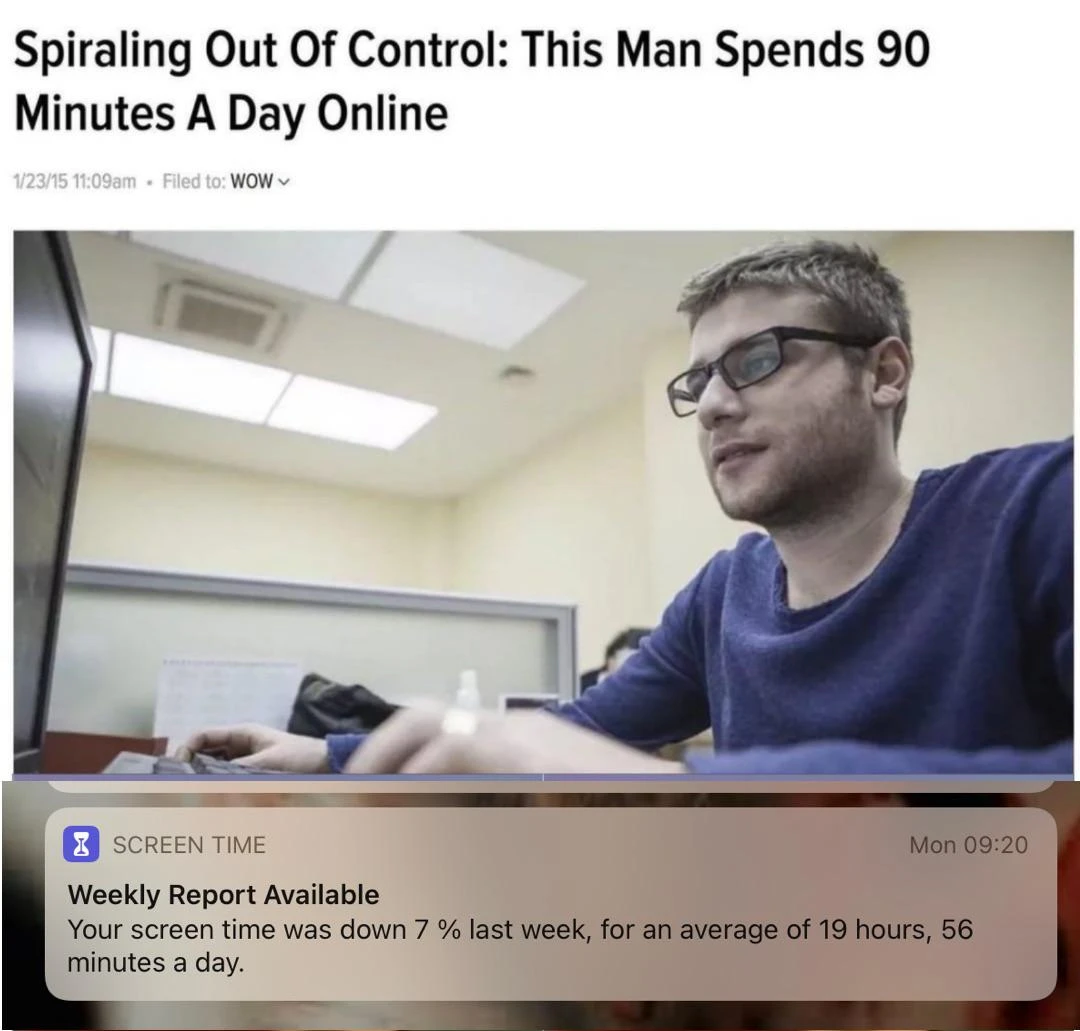 Spiraling Out Of Control: This Man Spends 90
Minutes A Day Online
1/23/15 11:09am • Filed to: WOW
SCREEN TIME
Mon 09:20
Weekly Report Available
Your screen time was down 7 % last week, for an average of 19 hours, 56
minutes a day.